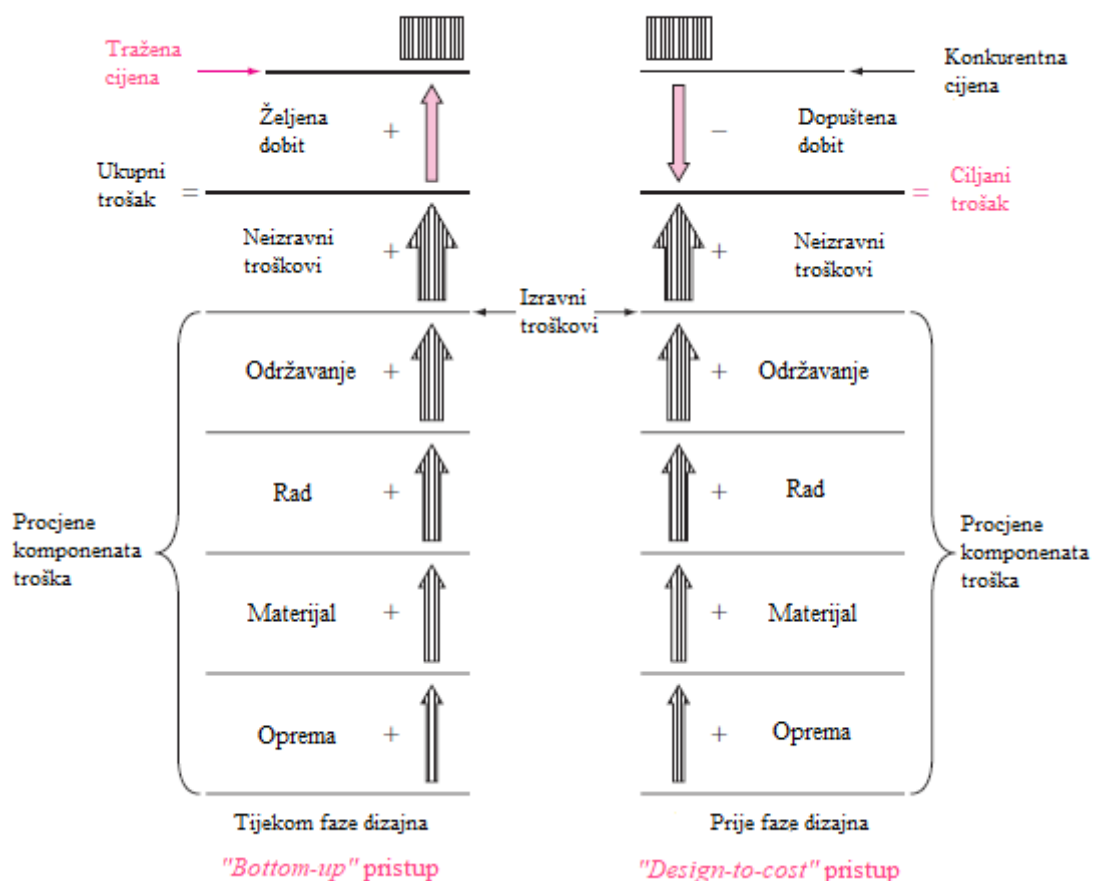 Tražena
cijena
Konkurentna
cijena
Željena
dobit
+
−
Dopuštena
dobit
Ukupni
trošak
=
=
Ciljani
trošak
Neizravni
troškovi
+
+
Neizravni
troškovi
Izravni
troškovi
Održavanje
+
+
Održavanje
Rad
+
+
Rad
Procjene
komponenata
troška
Procjene
komponenata
troška
Materijal
+
+
Materijal
Oprema
+
+
Oprema
Tijekom faze dizajna
Prije faze dizajna
"Bottom-up" pristup
"Design-to-cost" pristup